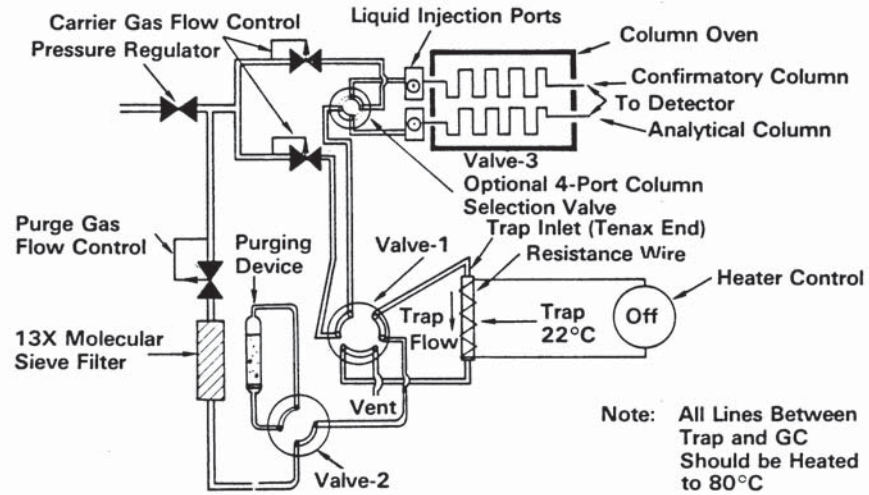 Carrier Gas Flow Control
Pressure Regulator
Liquid Injection Ports
Column Oven
Confirmatory Column
To Detector
Analytical Column
Valve-3
Optional 4-Port Column
Selection Valve
Purge Gas
Flow Control
Purging
Device
Valve-1
Trap Inlet (Tenax End)
Resistance Wire
Heater Control
Off
Trap
Flow
Trap
22°C
13X Molecular
Sieve Filter
Vent
Valve-2
Note: All Lines Between
Trap and GC
Should be Heated
to 80°C